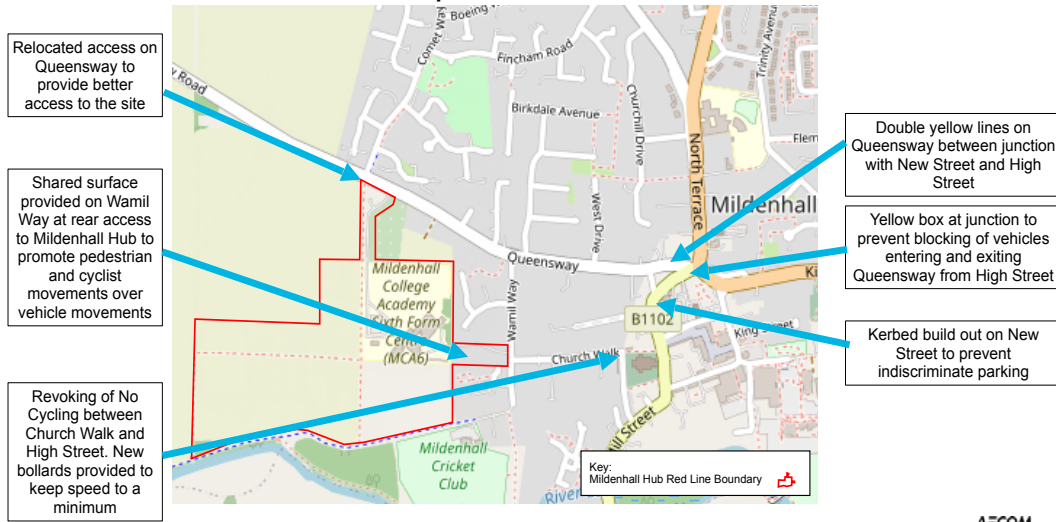 Relocated access on
Queensway to
provide better
access to the site
Shared surface
provided on Wamil
Way at rear access
to Mildenhall Hub to
promote pedestrian
and cyclist
movements over
vehicle movements
Revoking of No
Cycling between
Church Walk and
High Street. New
bollards provided to
keep speed to a
minimum
Boeing Way
Comet Way
Fincham Road
Trinity Avenue
Road
Birkdale Avenue
Churchill Drive
North Terrace
Mildenhall
West Drive
Queensway
Mildenhall
College
Academy
Sixth Form
Centre
(MCA6)
Wamil Way
B1102
King Street
Church Walk
Mill Street
Mildenhall
Cricket
Club
Key:
Mildenhall Hub Red Line Boundary
Double yellow lines on
Queensway between junction
with New Street and High
Street
Yellow box at junction to
prevent blocking of vehicles
entering and exiting
Queensway from High Street
Kerbed build out on New
Street to prevent
indiscriminate parking